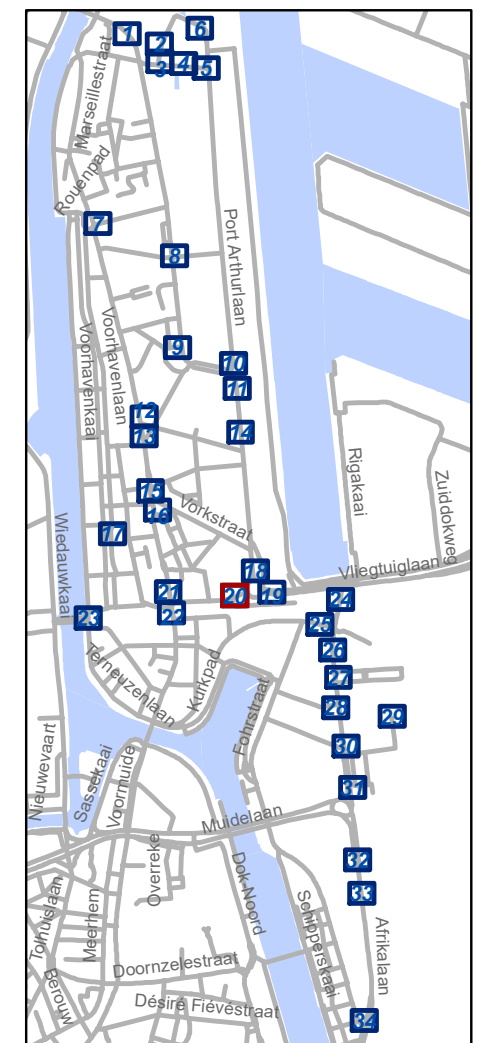 1
2
3
4
5
6
Marseillestraat
Rouenpad
7
8
Port Arthurlaan
Voorhavenlaan
Voorhavenkaai
9
10
11
12
13
14
15
16
Vorkstraat
17
Rigakaai
Zuiddokweg
Wiedauwkaai
Vliegtuiglaan
18
19
20
21
22
23
24
25
26
27
28
29
30
31
Terneuzenlaan
Kurkpad
Fohrstraat
Nieuwevaart
Sassekaai
Voormuide
Muidelaan
Overreke
Dok-Noord
32
33
Tolhuislaan
Meerhem
Schipperskaai
Afrikalaan
Doornzelestraat
Berouw
Désiré Fiévéstraat
34